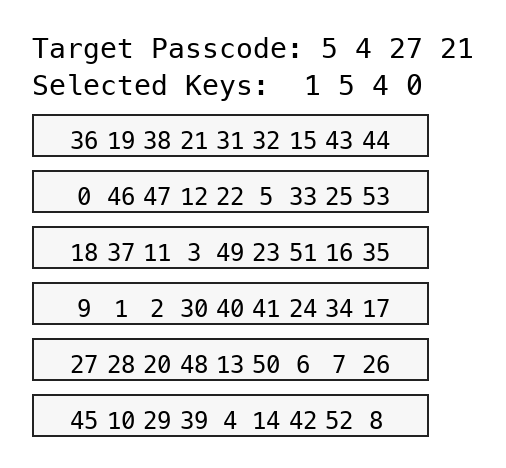 Target Passcode: 5 4 27 21
Selected Keys: 1 5 4 0
36 19 38 21 31 32 15 43 44
0 46 47 12 22 5 33 25 53
18 37 11 3 49 23 51 16 35
9 1 2 30 40 41 24 34 17
27 28 20 48 13 50 6 7 26
45 10 29 39 4 14 42 52 8